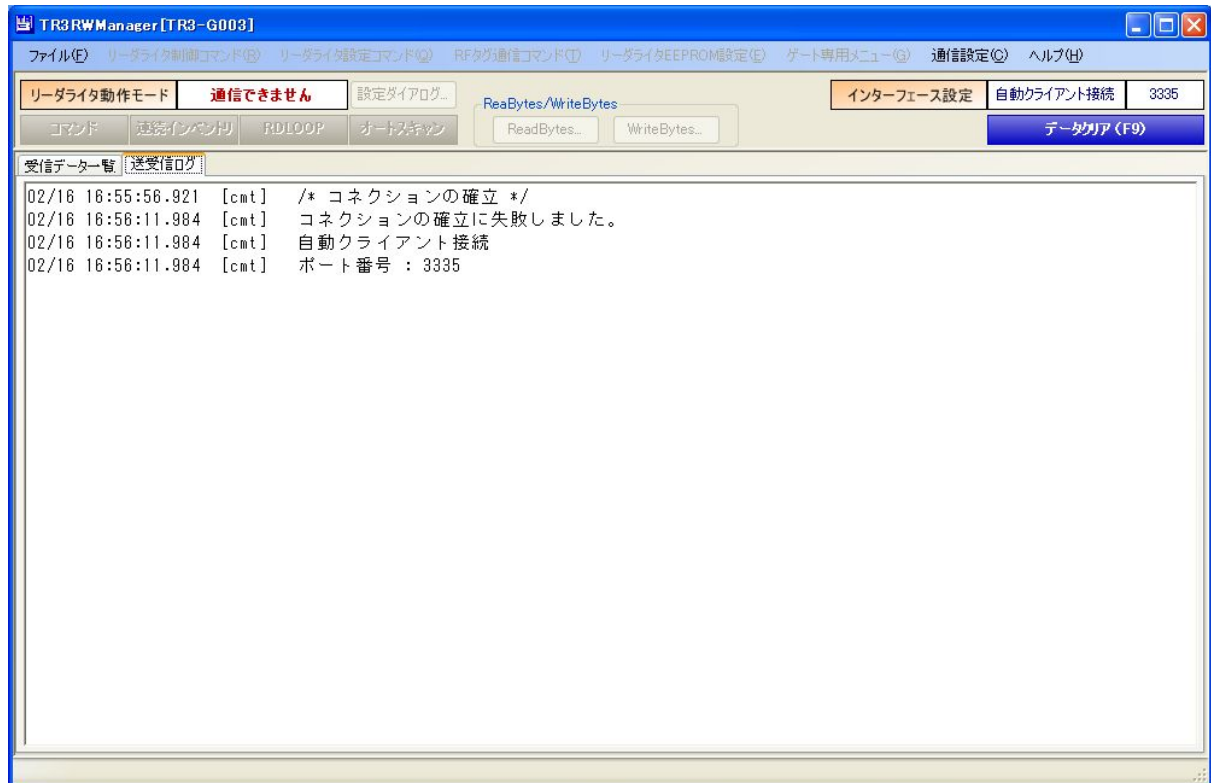 TR3RWManager[TR3-G003]
ファイル(F) リーダライタ制御コマンド(R) リーダライタ設定コマンド(Q) RFタグ通信コマンド(T) リーダライタEEPROM設定(E) ゲート専用メニュー(G) 通信設定(C) ヘルプ(H)
リーダライタ動作モード 通信できません 設定ダイアログ... ReaBytes/WriteBytes インターフェース設定 自動クライアント接続 3335
コマンド 連続インベントリ RDLOOP オートスキャン ReadBytes... WriteBytes... データクリア (F9)
受信データ一覧 送受信ログ
02/16 16:55:56.921 [cmt] /* コネクションの確立 */
02/16 16:56:11.984 [cmt] コネクションの確立に失敗しました。
02/16 16:56:11.984 [cmt] 自動クライアント接続
02/16 16:56:11.984 [cmt] ポート番号 : 3335